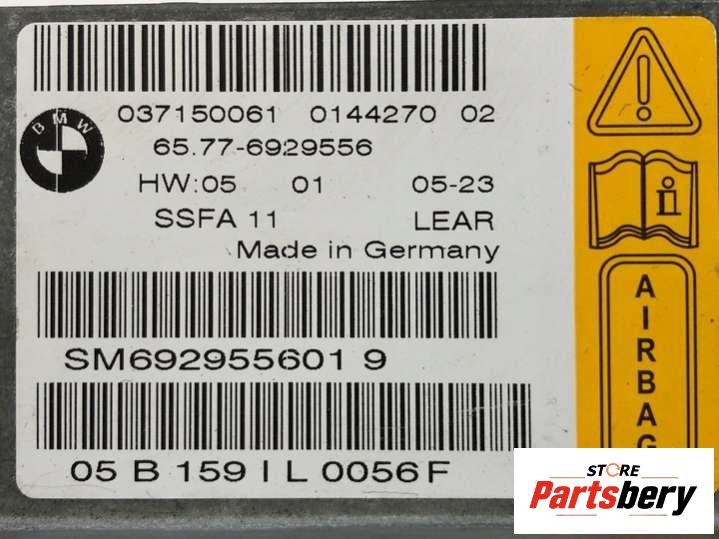 BMW
037150061 0144270 02
65.77-6929556
HW:05 01 05-23
SSFA 11 LEAR
Made in Germany
SM692955601 9
05 B 159 I L 0056 F
i
AIRBAG
STORE
Partsbery